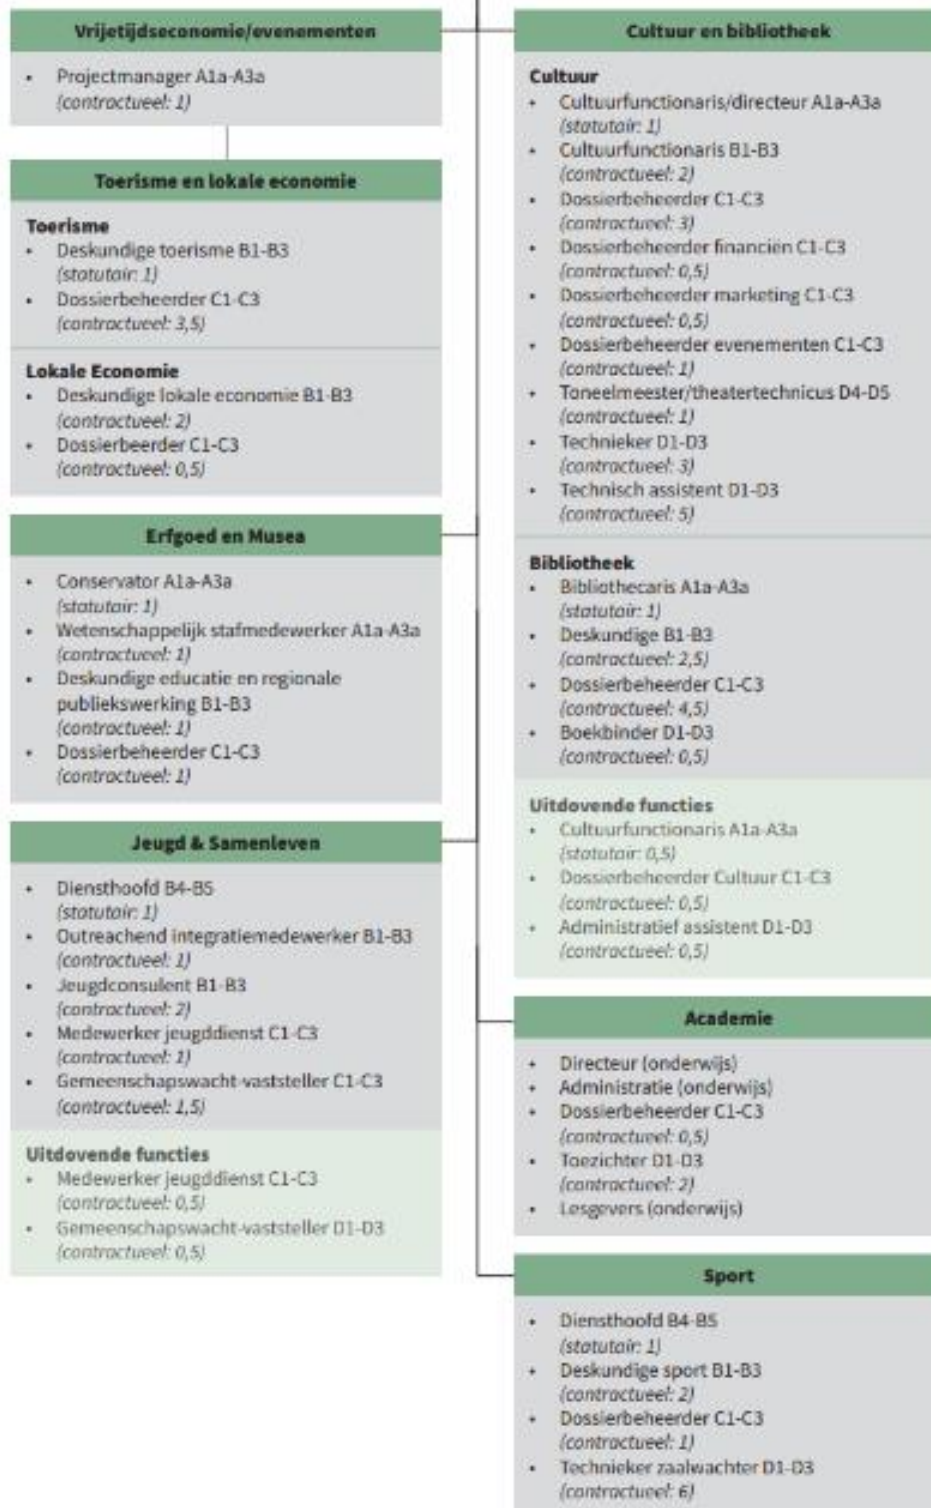 Vrijetijdseconomie/evenementen
• Projectmanager A1a-A3a
(contractueel: 1)
Toerisme en lokale economie
Toerisme
• Deskundige toerisme B1-B3
(statutair: 1)
• Dossierbeheerder C1-C3
(contractueel: 3,5)
Lokale Economie
• Deskundige lokale economie B1-B3
(contractueel: 2)
• Dossierbeerder C1-C3
(contractueel: 0,5)
Erfgoed en Musea
• Conservator A1a-A3a
(statutair: 1)
• Wetenschappelijk stafmedewerker A1a-A3a
(contractueel: 1)
• Deskundige educatie en regionale
publiekswerking B1-B3
(contractueel: 1)
• Dossierbeheerder C1-C3
(contractueel: 1)
Jeugd & Samenleven
• Diensthoofd B4-B5
(statutair: 1)
• Outreachend integratiemedewerker B1-B3
(contractueel: 1)
• Jeugdconsulent B1-B3
(contractueel: 2)
• Medewerker jeugddienst C1-C3
(contractueel: 1)
• Gemeenschapswacht-vaststeller C1-C3
(contractueel: 1,5)
Uitdovende functies
• Medewerker jeugddienst C1-C3
(contractueel: 0,5)
• Gemeenschapswacht-vaststeller D1-D3
(contractueel: 0,5)
Cultuur en bibliotheek
Cultuur
• Cultuurfunctionaris/directeur A1a-A3a
(statutair: 1)
• Cultuurfunctionaris B1-B3
(contractueel: 2)
• Dossierbeheerder C1-C3
(contractueel: 3)
• Dossierbeheerder financiën C1-C3
(contractueel: 0,5)
• Dossierbeheerder marketing C1-C3
(contractueel: 0,5)
• Dossierbeheerder evenementen C1-C3
(contractueel: 1)
• Toneelmeester/theatertechnicus D4-D5
(contractueel: 1)
• Technieker D1-D3
(contractueel: 3)
• Technisch assistent D1-D3
(contractueel: 5)
Bibliotheek
• Bibliothecaris A1a-A3a
(statutair: 1)
• Deskundige B1-B3
(contractueel: 2,5)
• Dossierbeheerder C1-C3
(contractueel: 4,5)
• Boekbinder D1-D3
(contractueel: 0,5)
Uitdovende functies
• Cultuurfunctionaris A1a-A3a
(statutair: 0,5)
• Dossierbeheerder Cultuur C1-C3
(contractueel: 0,5)
• Administratief assistent D1-D3
(contractueel: 0,5)
Academie
• Directeur (onderwijs)
• Administratie (onderwijs)
• Dossierbeheerder C1-C3
(contractueel: 0,5)
• Toezichter D1-D3
(contractueel: 2)
• Lesgevers (onderwijs)
Sport
• Diensthoofd B4-B5
(statutair: 1)
• Deskundige sport B1-B3
(contractueel: 2)
• Dossierbeheerder C1-C3
(contractueel: 1)
• Technieker zaalwachter D1-D3
(contractueel: 6)